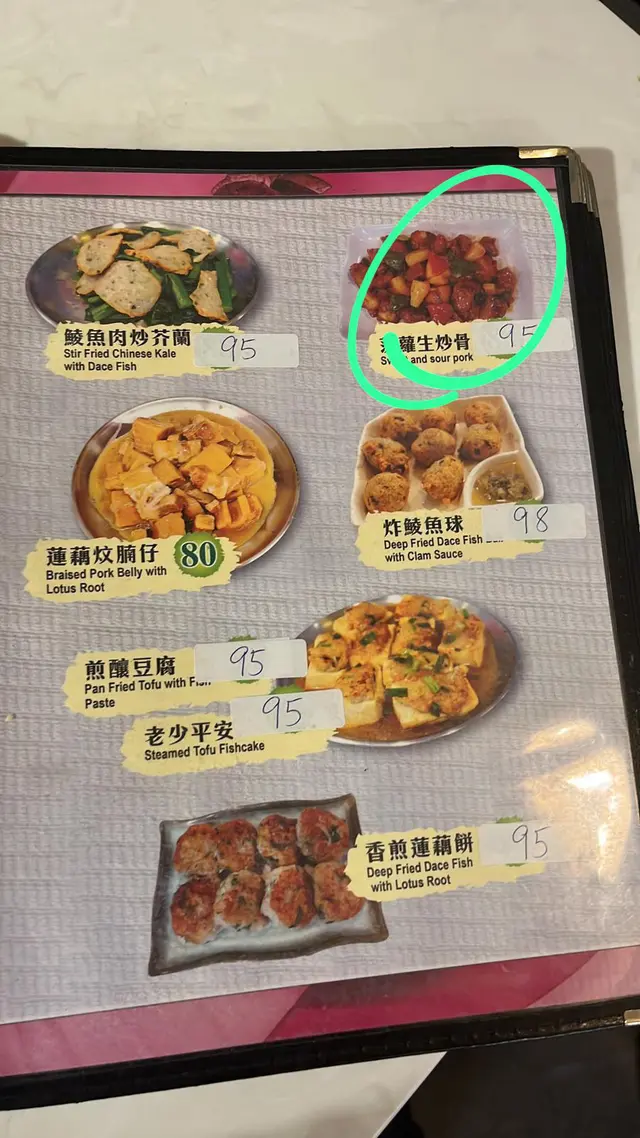 鯪魚肉炒芥蘭
Stir Fried Chinese Kale
with Dace Fish
95
蘿生炒骨
and sour pork
95
蓮藕炆腩仔
Braised Pork Belly with
Lotus Root
80
炸鯪魚球
Deep Fried Dace Fish
with Clam Sauce
98
煎釀豆腐
Pan Fried Tofu with Fish
Paste
95
老少平安
Steamed Tofu Fishcake
95
香煎蓮藕餅
Deep Fried Dace Fish
with Lotus Root
95